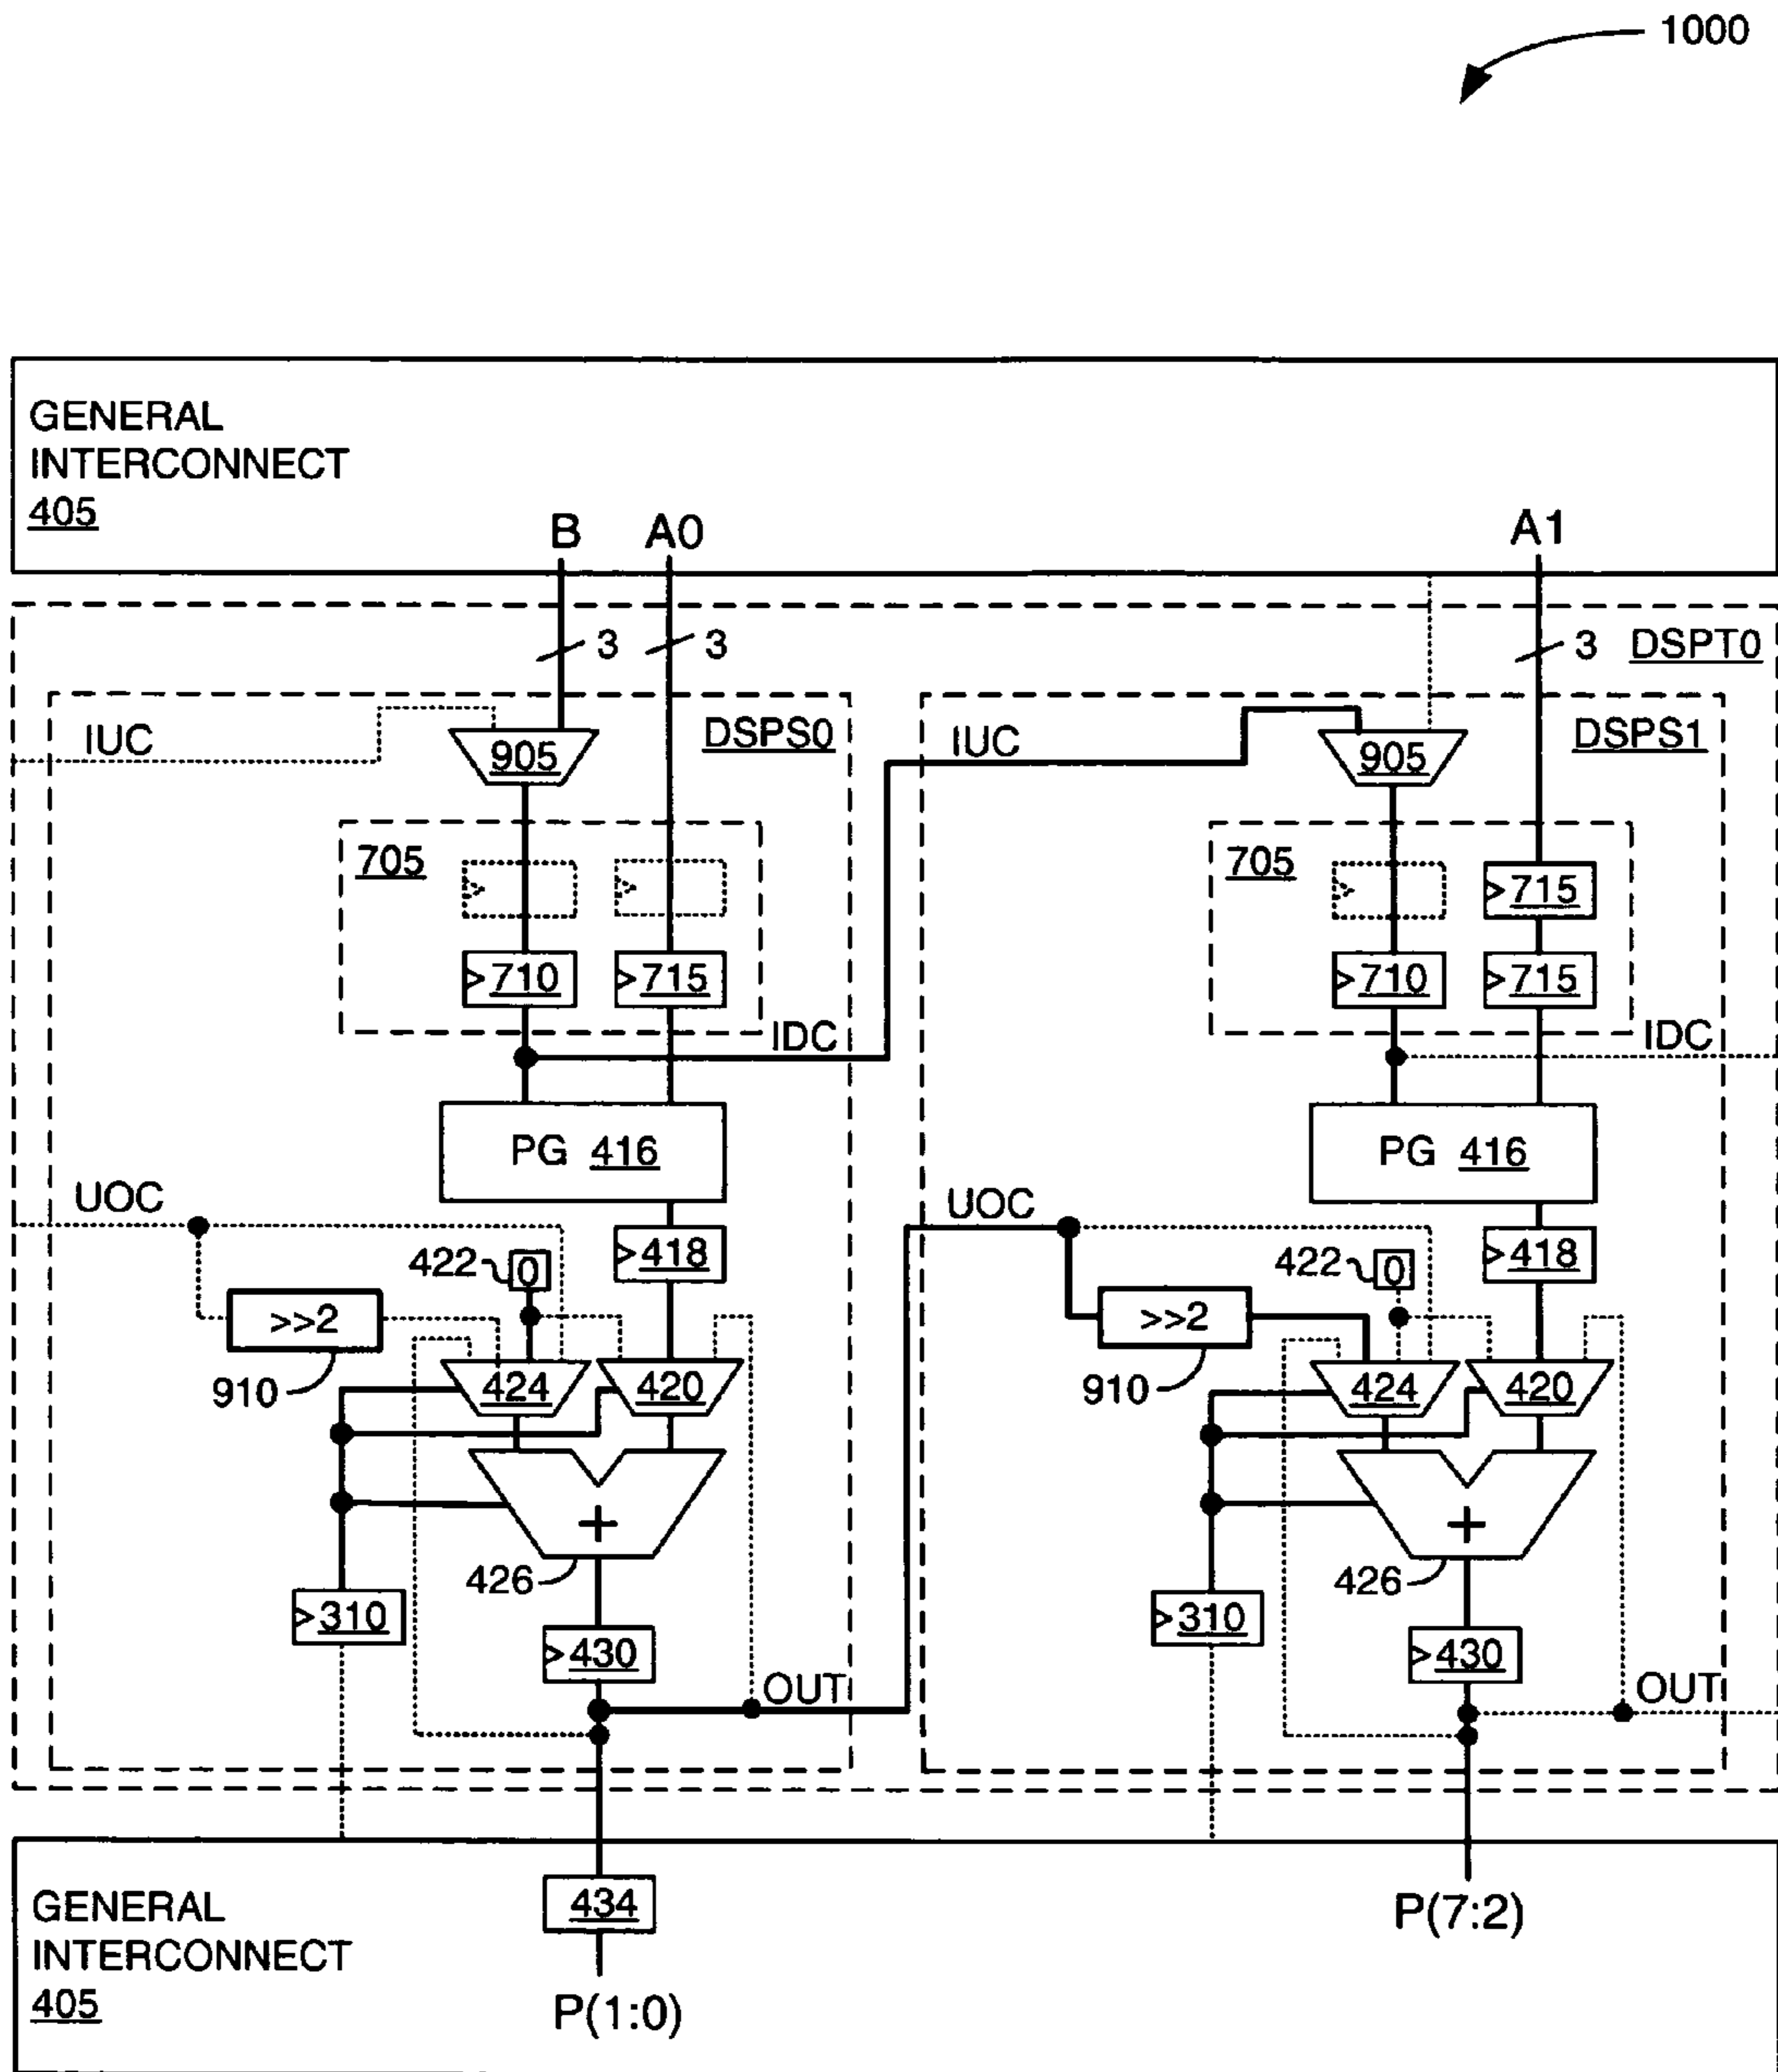 1000
GENERAL
INTERCONNECT
405
B A0 A1
3 3 3 DSPT0
IUC 905 DSPS0 IUC 905 DSPS1
705 705 715
710 715 710 715
IDC IDC
PG 416 PG 416
UOC UOC
422 0 418 422 0 418
>>2 >>2
910 424 420 910 424 420
+ +
426 426
310 310
430 430
OUT OUT
GENERAL
INTERCONNECT
405
434
P(7:2)
P(1:0)